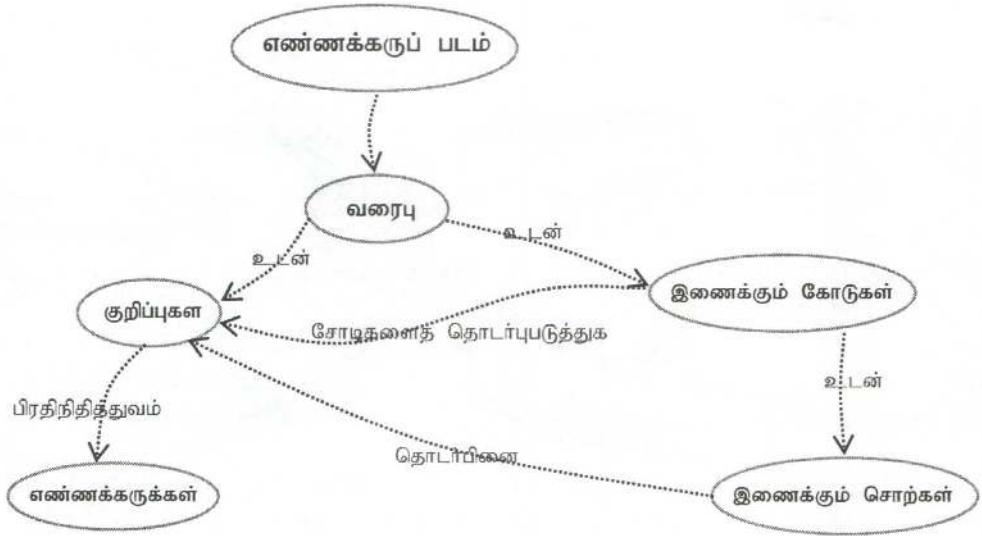 எண்ணக்கருப் படம்
வரைபு
உடன்
உடன்
குறிப்புகள
இணைக்கும் கோடுகள்
சோடிகளைத் தொடர்புபடுத்துக
உடன்
பிரதிநிதித்துவம்
தொடர்பினை
எண்ணக்கருக்கள்
இணைக்கும் சொற்கள்